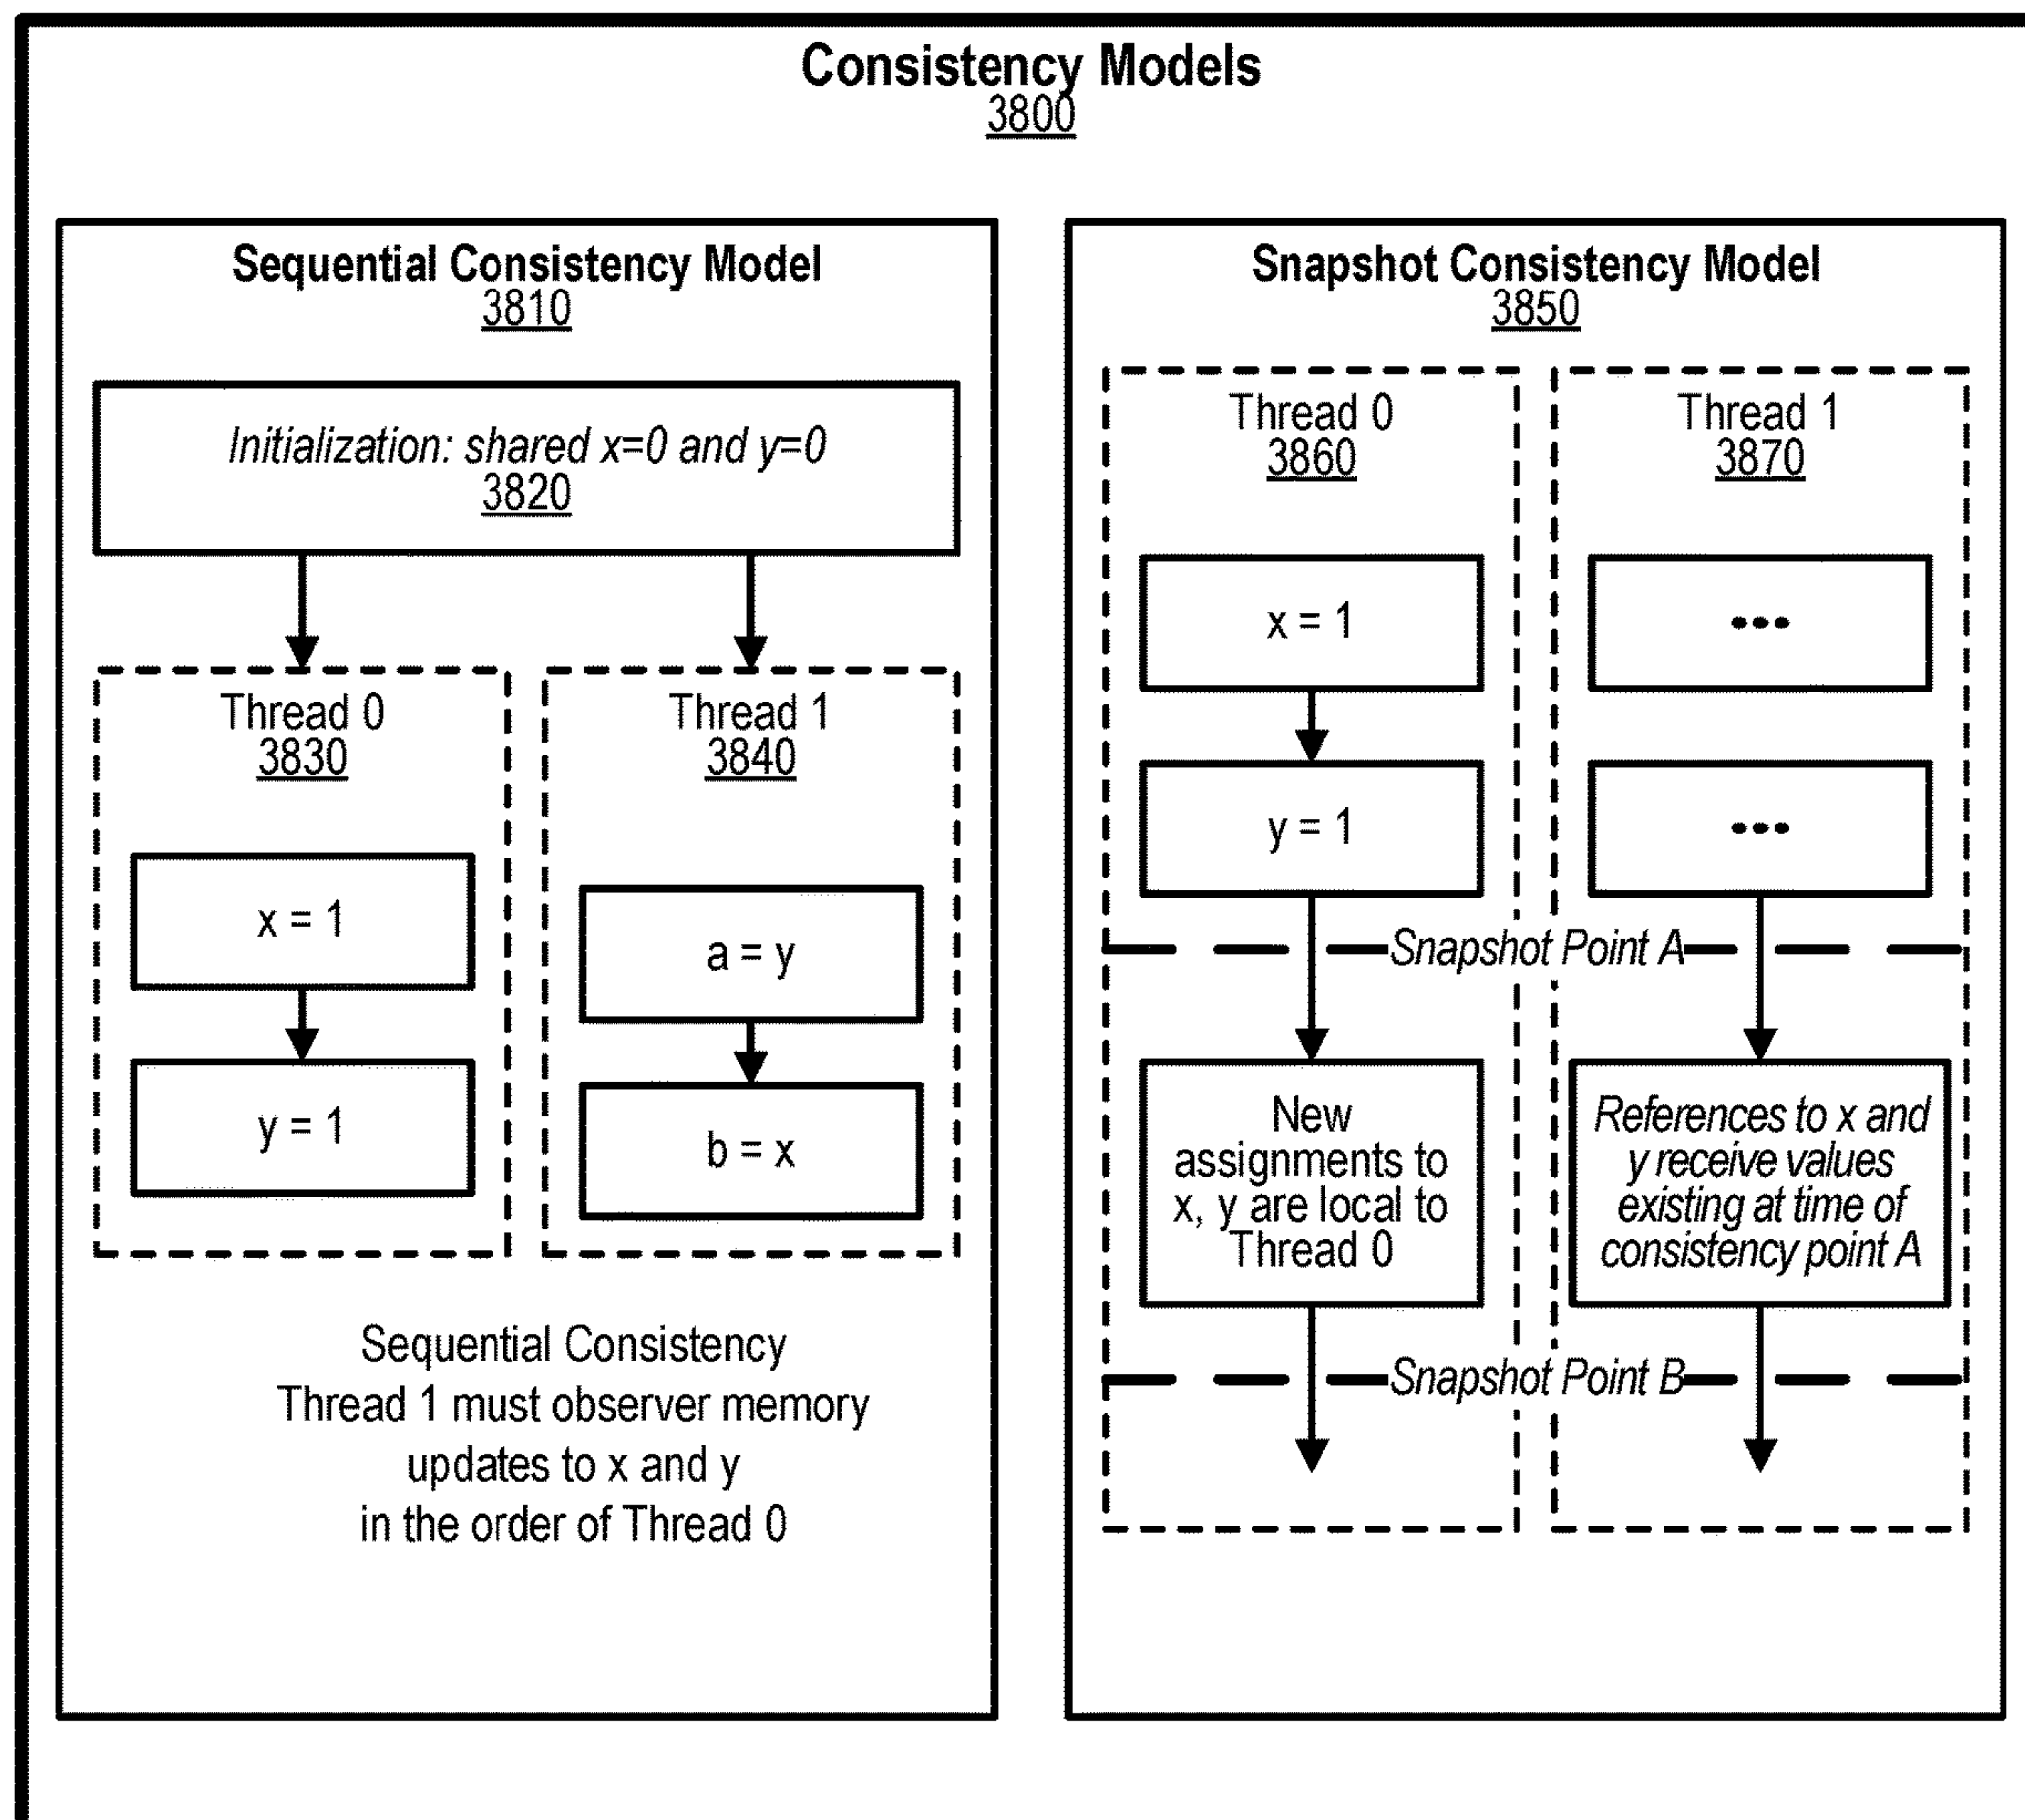 Consistency Models
3800
Sequential Consistency Model
3810
Initialization: shared x=0 and y=0
3820
Thread 0
3830
x = 1
y = 1
Thread 1
3840
a = y
b = x
Sequential Consistency
Thread 1 must observer memory
updates to x and y
in the order of Thread 0
Snapshot Consistency Model
3850
Thread 0
3860
x = 1
y = 1
Thread 1
3870
...
...
Snapshot Point A
New
assignments to
x, y are local to
Thread 0
References to x and
y receive values
existing at time of
consistency point A
Snapshot Point B